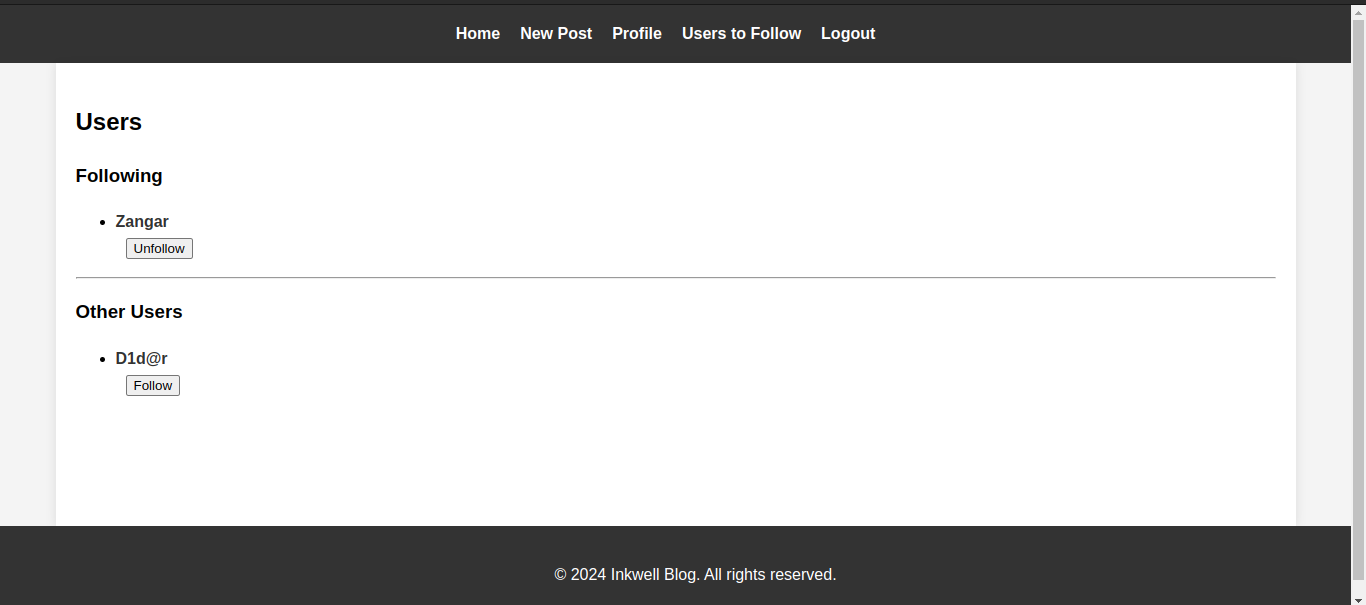 Home New Post Profile Users to Follow Logout
Users
Following
Zangar
Unfollow
Other Users
D1d@r
Follow
© 2024 Inkwell Blog. All rights reserved.